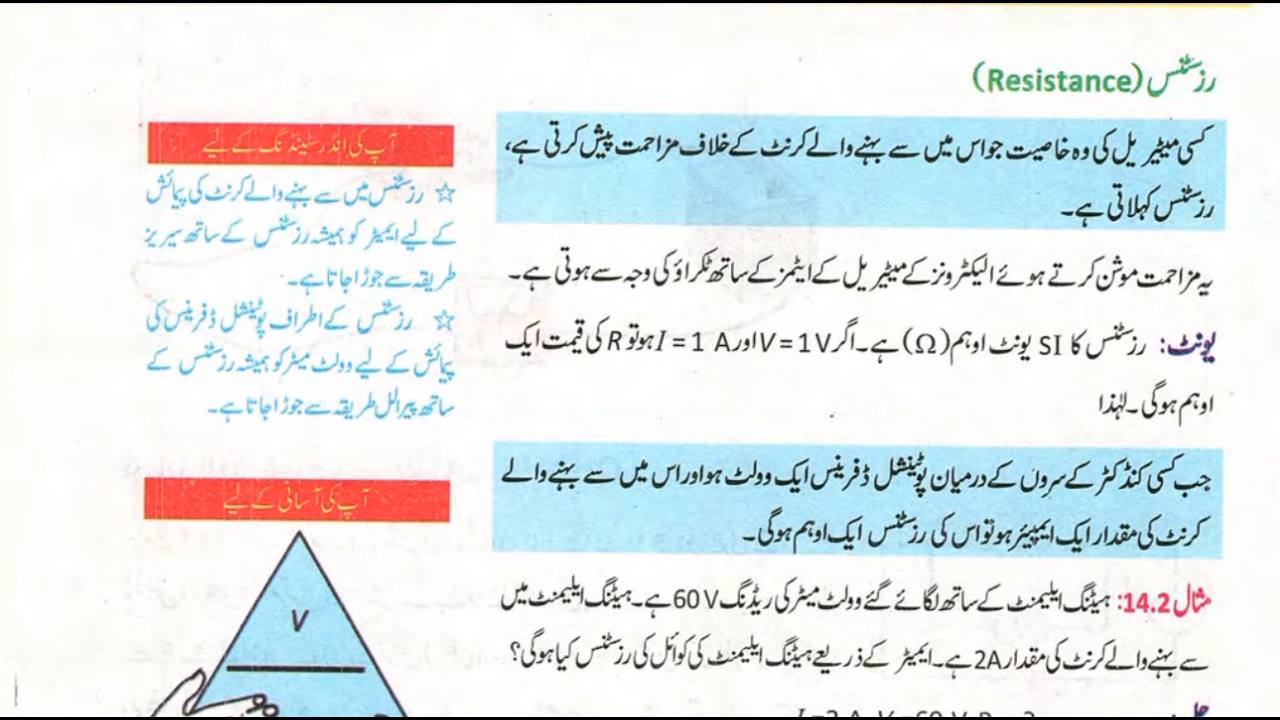 رزسٹنس (Resistance)
کسی میٹیریل کی وہ خاصیت جو اس میں سے بہنے والے کرنٹ کے خلاف مزاحمت پیش کرتی ہے،
رزسٹنس کہلاتی ہے۔
یہ مزاحمت موشن کرتے ہوئے الیکٹرونز کے میٹیریل کے ایٹمز کے ساتھ ٹکراؤ کی وجہ سے ہوتی ہے۔
یونٹ: رزسٹنس کا SI یونٹ اوہم (Ω) ہے۔ اگر V = 1 V اور I = 1 A ہو تو R کی قیمت ایک
اوہم ہوگی۔ لہٰذا
جب کسی کنڈکٹر کے سروں کے درمیان پوٹینشل ڈفرینس ایک وولٹ ہو اور اس میں سے بہنے والے
کرنٹ کی مقدار ایک ایمپیئر ہو تو اس کی رزسٹنس ایک اوہم ہوگی۔
مثال 14.2: ہیٹنگ ایلیمنٹ کے ساتھ لگائے گئے وولٹ میٹر کی ریڈنگ 60 V ہے۔ ہیٹنگ ایلیمنٹ میں
سے بہنے والے کرنٹ کی مقدار 2A ہے۔ ایمیٹر کے ذریعے ہیٹنگ ایلیمنٹ کی کوائل کی رزسٹنس کیا ہوگی؟
آپ کی انڈرسٹینڈنگ کے لیے
☆ رزسٹنس میں سے بہنے والے کرنٹ کی پیمائش
کے لیے ایمیٹر کو ہمیشہ رزسٹنس کے ساتھ سیریز
طریقہ سے جوڑا جاتا ہے۔
☆ رزسٹنس کے اطراف پوٹینشل ڈفرینس کی
پیمائش کے لیے وولٹ میٹر کو ہمیشہ رزسٹنس کے
ساتھ پیرالل طریقہ سے جوڑا جاتا ہے۔
آپ کی آسانی کے لیے
V